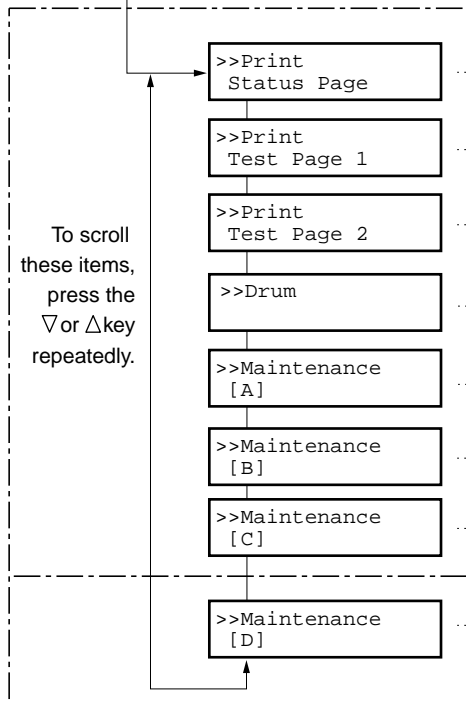 >>Print
Status Page
>>Print
Test Page 1
>>Print
Test Page 2
To scroll
these items,
press the
▽ or △ key
repeatedly.
>>Drum
>>Maintenance
[A]
>>Maintenance
[B]
>>Maintenance
[C]
>>Maintenance
[D]